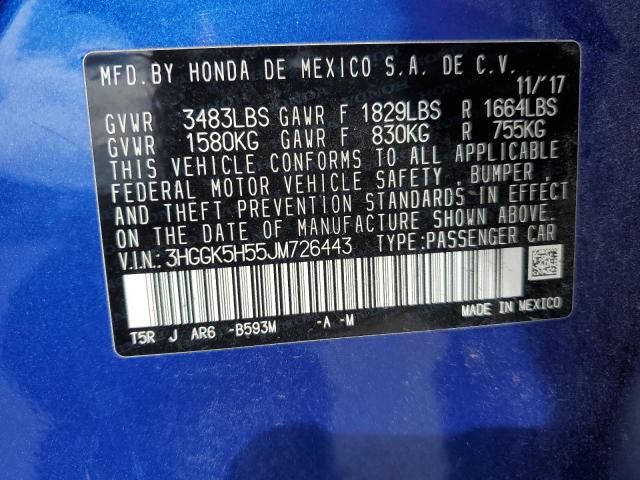 MFD. BY HONDA DE MEXICO S.A. DE C.V.
11/'17
GVWR 3483LBS GAWR F 1829LBS R 1664LBS
GVWR 1580KG GAWR F 830KG R 755KG
THIS VEHICLE CONFORMS TO ALL APPLICABLE
FEDERAL MOTOR VEHICLE SAFETY, BUMPER,
AND THEFT PREVENTION STANDARDS IN EFFECT
ON THE DATE OF MANUFACTURE SHOWN ABOVE.
V.I.N.: 3HGGK5H55JM726443 TYPE:PASSENGER CAR
T5R J AR6 -B593M -A -M
MADE IN MEXICO